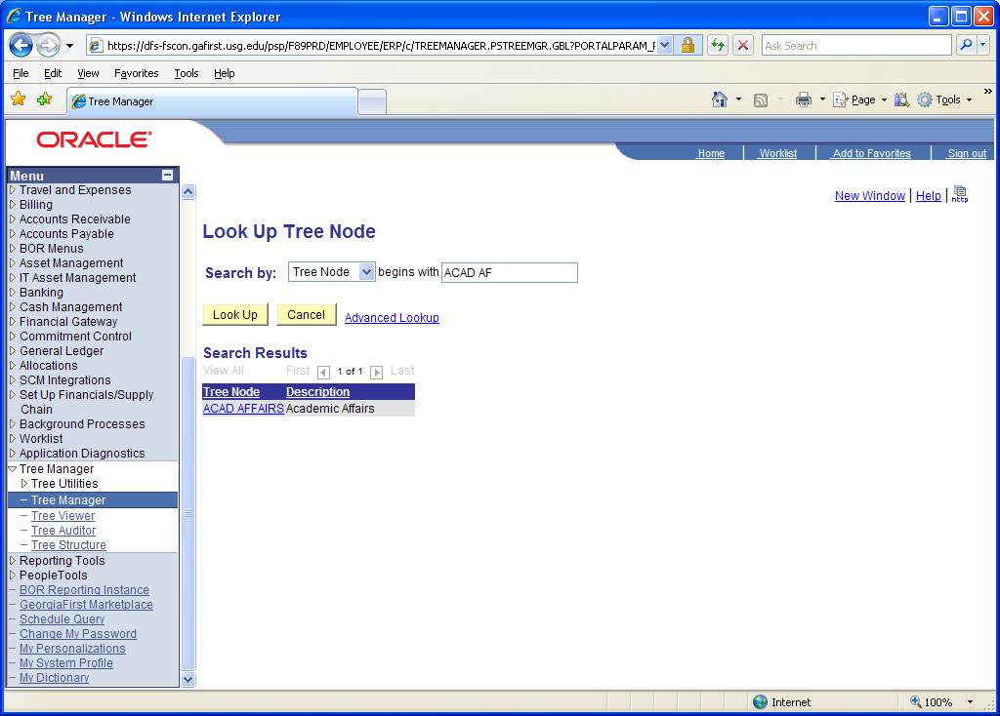 Tree Manager - Windows Internet Explorer
https://dfs-fscon.gafirst.usg.edu/psp/F89PRD/EMPLOYEE/ERP/c/TREEMANAGER.PSTREEMGR.GBL?PORTALPARAM_F
Ask Search
File Edit View Favorites Tools Help
Tree Manager
Page Tools
ORACLE
Home Worklist Add to Favorites Sign out
Menu
Travel and Expenses
Billing
Accounts Receivable
Accounts Payable
BOR Menus
Asset Management
IT Asset Management
Banking
Cash Management
Financial Gateway
Commitment Control
General Ledger
Allocations
SCM Integrations
Set Up Financials/Supply
Chain
Background Processes
Worklist
Application Diagnostics
Tree Manager
Tree Utilities
Tree Manager
Tree Viewer
Tree Auditor
Tree Structure
Reporting Tools
PeopleTools
BOR Reporting Instance
GeorgiaFirst Marketplace
Schedule Query
Change My Password
My Personalizations
My System Profile
My Dictionary
New Window | Help | http
Look Up Tree Node
Search by: Tree Node begins with ACAD AF
Look Up Cancel Advanced Lookup
Search Results
View All First 1 of 1 Last
Tree Node Description
ACAD AFFAIRS Academic Affairs
Internet 100%